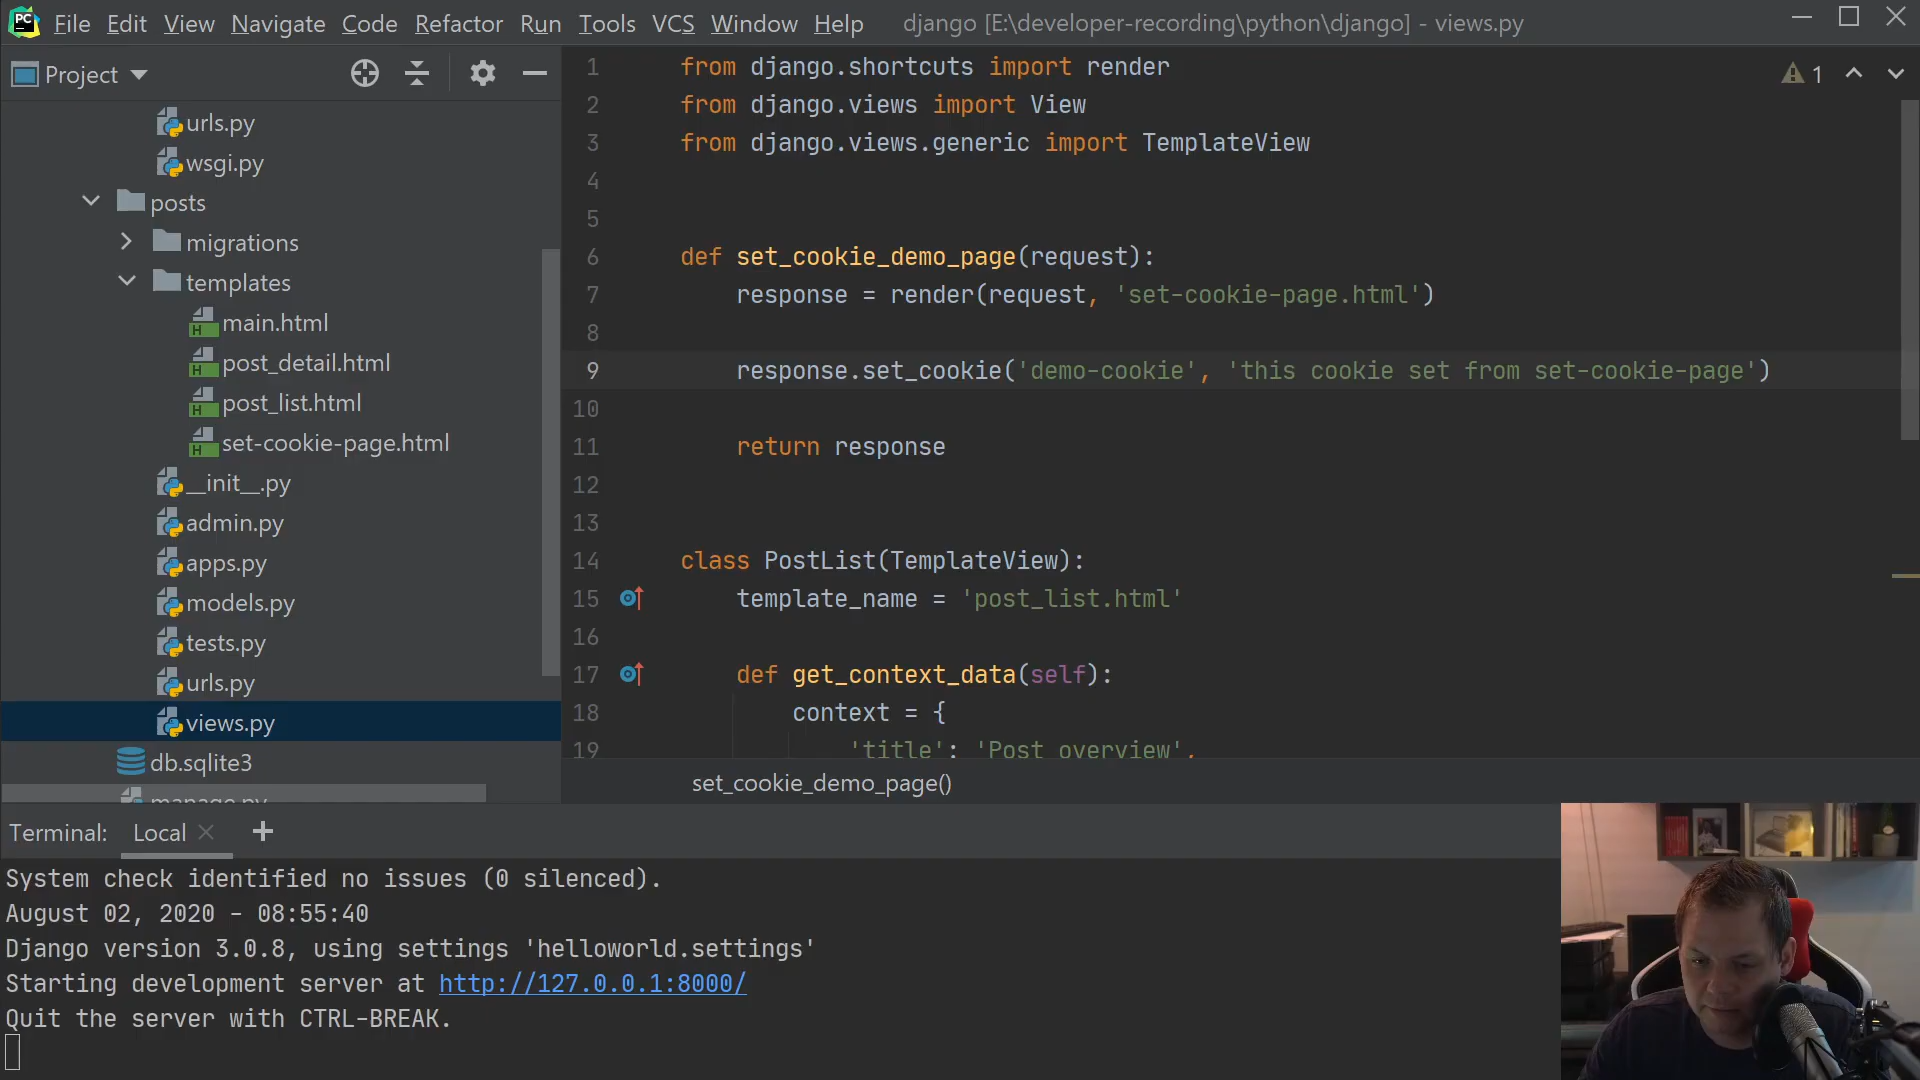 PC File Edit View Navigate Code Refactor Run Tools VCS Window Help django [E:\developer-recording\python\django] - views.py
Project
urls.py
wsgi.py
posts
migrations
templates
main.html
post_detail.html
post_list.html
set-cookie-page.html
__init__.py
admin.py
apps.py
models.py
tests.py
urls.py
views.py
db.sqlite3
manage.py
1 from django.shortcuts import render
2 from django.views import View
3 from django.views.generic import TemplateView
4
5
6 def set_cookie_demo_page(request):
7 response = render(request, 'set-cookie-page.html')
8
9 response.set_cookie('demo-cookie', 'this cookie set from set-cookie-page')
10
11 return response
12
13
14 class PostList(TemplateView):
15 template_name = 'post_list.html'
16
17 def get_context_data(self):
18 context = {
19 'title': 'Post overview',
1
set_cookie_demo_page()
Terminal: Local
System check identified no issues (0 silenced).
August 02, 2020 - 08:55:40
Django version 3.0.8, using settings 'helloworld.settings'
Starting development server at http://127.0.0.1:8000/
Quit the server with CTRL-BREAK.